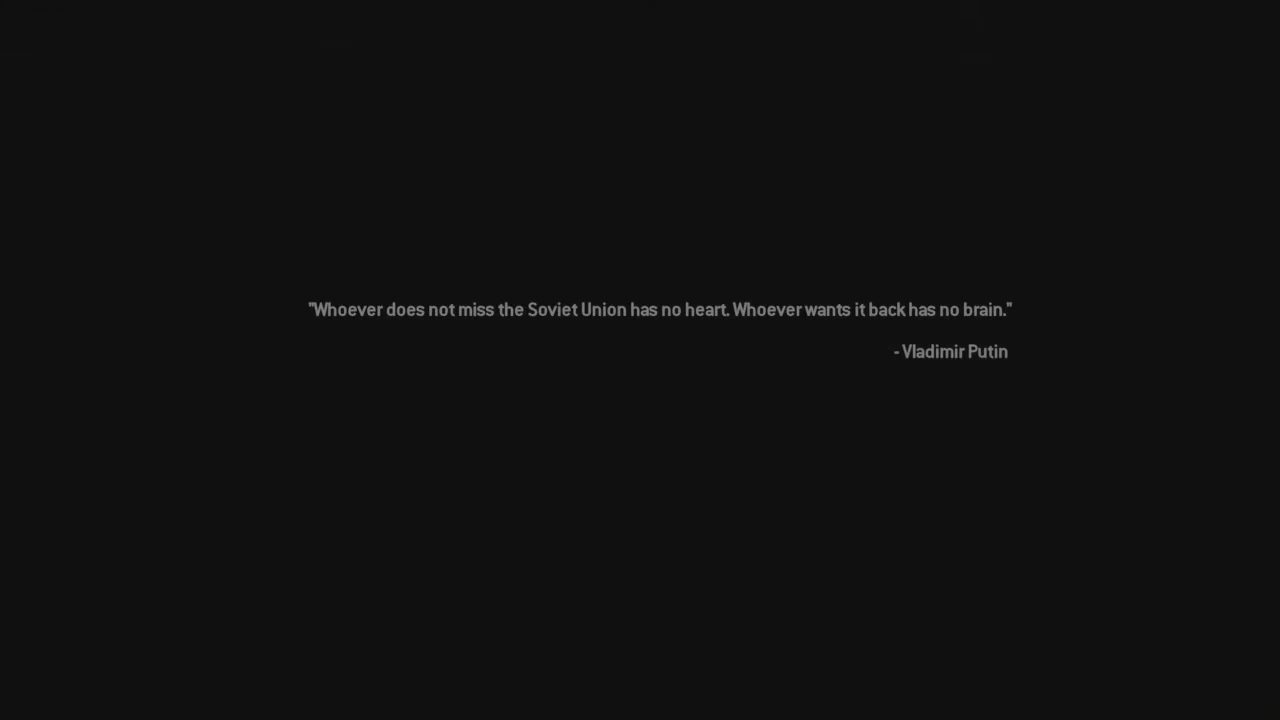 "Whoever does not miss the Soviet Union has no heart. Whoever wants it back has no brain."
- Vladimir Putin